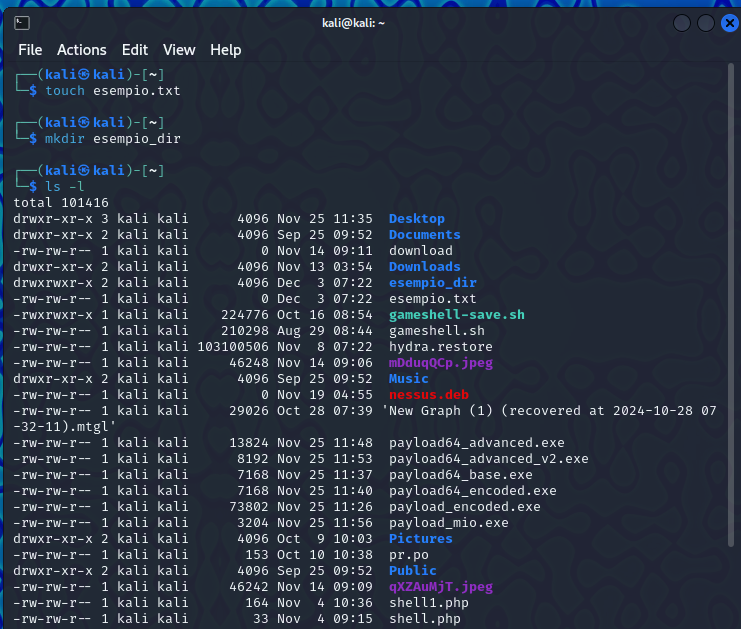 kali@kali: ~
File Actions Edit View Help
┌──(kali㉿kali)-[~]
└─$ touch esempio.txt
┌──(kali㉿kali)-[~]
└─$ mkdir esempio_dir
┌──(kali㉿kali)-[~]
└─$ ls -l
total 101416
drwxr-xr-x 3 kali kali      4096 Nov 25 11:35  Desktop
drwxr-xr-x 2 kali kali      4096 Sep 25 09:52  Documents
-rw-rw-r-- 1 kali kali         0 Nov 14 09:11  download
drwxr-xr-x 2 kali kali      4096 Nov 13 03:54  Downloads
drwxrwxr-x 2 kali kali      4096 Dec  3 07:22  esempio_dir
-rw-rw-r-- 1 kali kali         0 Dec  3 07:22  esempio.txt
-rwxrwxr-x 1 kali kali    224776 Oct 16 08:54  gameshell-save.sh
-rw-rw-r-- 1 kali kali    210298 Aug 29 08:44  gameshell.sh
-rw-rw-r-- 1 kali kali 103100506 Nov  8 07:22  hydra.restore
-rw-rw-r-- 1 kali kali     46248 Nov 14 09:06  mDduqQCp.jpeg
drwxr-xr-x 2 kali kali      4096 Sep 25 09:52  Music
-rw-rw-r-- 1 kali kali         0 Nov 19 04:55  nessus.deb
-rw-rw-r-- 1 kali kali     29026 Oct 28 07:39 'New Graph (1) (recovered at 2024-10-28 07
-32-11).mtgl'
-rw-rw-r-- 1 kali kali     13824 Nov 25 11:48  payload64_advanced.exe
-rw-rw-r-- 1 kali kali      8192 Nov 25 11:53  payload64_advanced_v2.exe
-rw-rw-r-- 1 kali kali      7168 Nov 25 11:37  payload64_base.exe
-rw-rw-r-- 1 kali kali      7168 Nov 25 11:40  payload64_encoded.exe
-rw-rw-r-- 1 kali kali     73802 Nov 25 11:26  payload_encoded.exe
-rw-rw-r-- 1 kali kali      3204 Nov 25 11:56  payload_mio.exe
drwxr-xr-x 2 kali kali      4096 Oct  9 10:03  Pictures
-rw-rw-r-- 1 kali kali       153 Oct 10 10:38  pr.po
drwxr-xr-x 2 kali kali      4096 Sep 25 09:52  Public
-rw-rw-r-- 1 kali kali     46242 Nov 14 09:09  qXZAuMjT.jpeg
-rw-rw-r-- 1 kali kali       164 Nov  4 10:36  shell1.php
-rw-rw-r-- 1 kali kali        33 Nov  4 09:15  shell.php